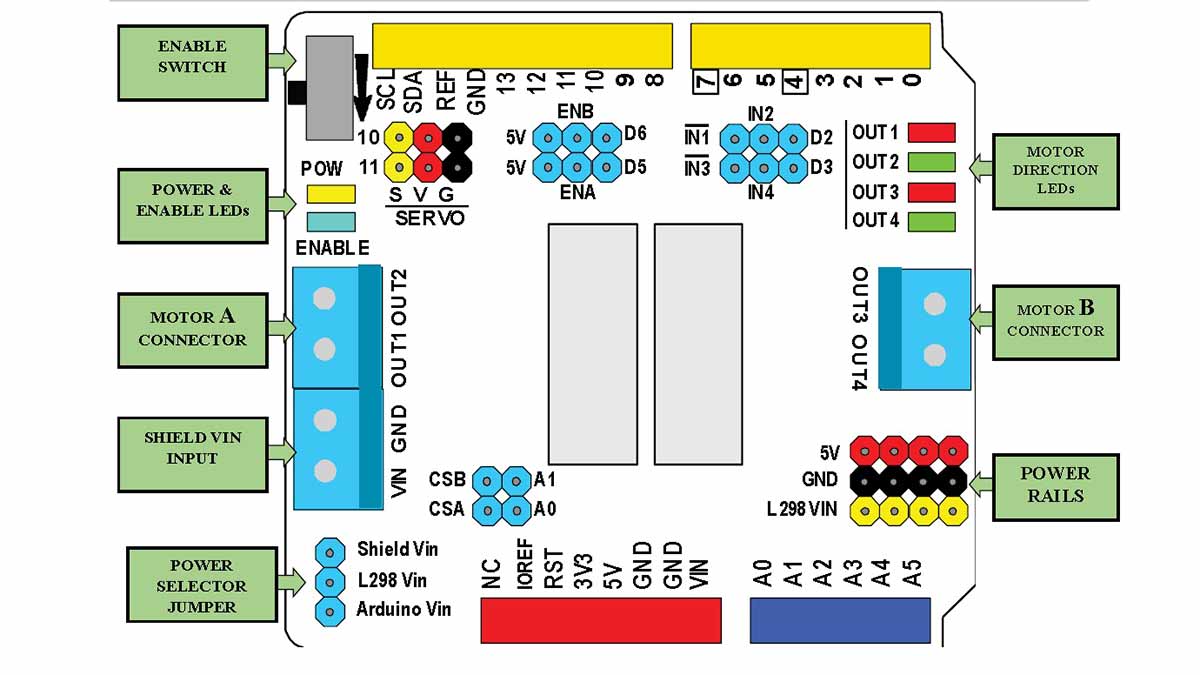 ENABLE
SWITCH
POWER &
ENABLE LEDs
MOTOR A
CONNECTOR
SHIELD VIN
INPUT
POWER
SELECTOR
JUMPER
SCL
SDA
REF
GND
13
12
11
10
9
8
7
6
5
4
3
2
1
0
10
11
S V G
SERVO
POW
ENABLE
ENB
5V D6
5V D5
ENA
IN2
IN1 D2
IN3 D3
IN4
OUT 1
OUT 2
OUT 3
OUT 4
OUT1 OUT2
VIN GND
OUT3 OUT4
CSB A1
CSA A0
5V
GND
L298 VIN
Shield Vin
L298 Vin
Arduino Vin
NC
IOREF
RST
3V3
5V
GND
GND
VIN
A0
A1
A2
A3
A4
A5
MOTOR
DIRECTION
LEDs
MOTOR B
CONNECTOR
POWER
RAILS